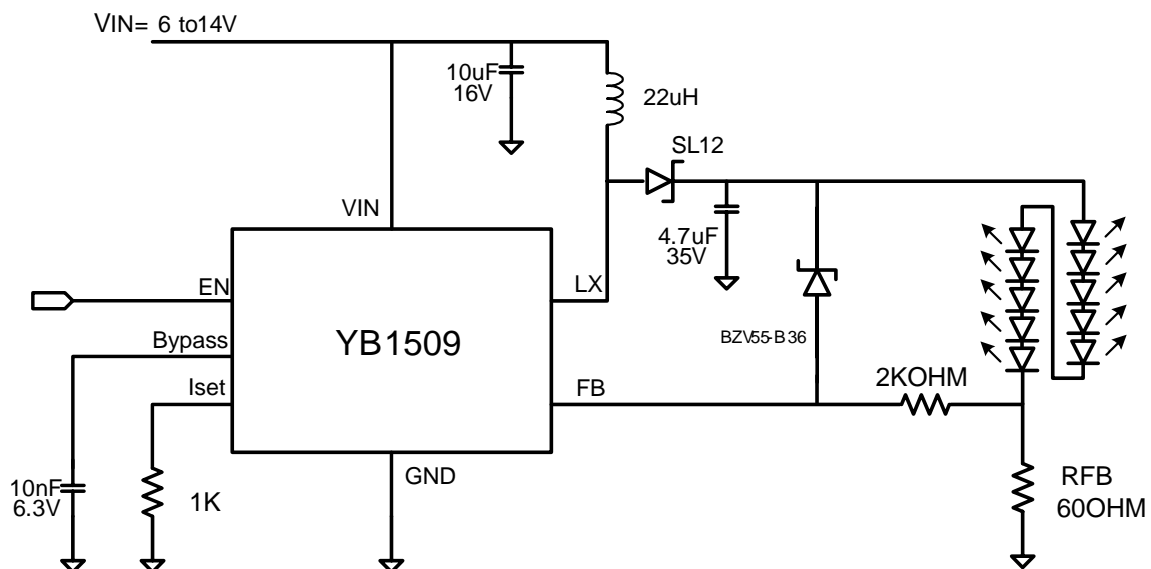 VIN= 6 to14V
10uF
16V
22uH
SL12
VIN
4.7uF
35V
EN
LX
Bypass
YB1509
BZV55-B36
Iset
FB
2KOHM
GND
10nF
6.3V
1K
RFB
60OHM